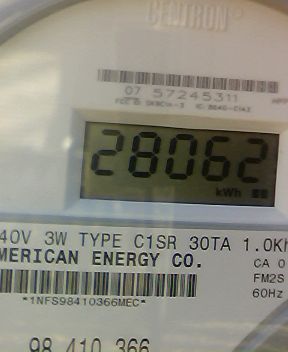 CENTRON®
07 57245311
28062
kWh
40V 3W TYPE C1SR 30TA 1.0Kh
MERICAN ENERGY CO.
CA 0
FM2S
60Hz
*1NFS98410366MEC*
98 410 366